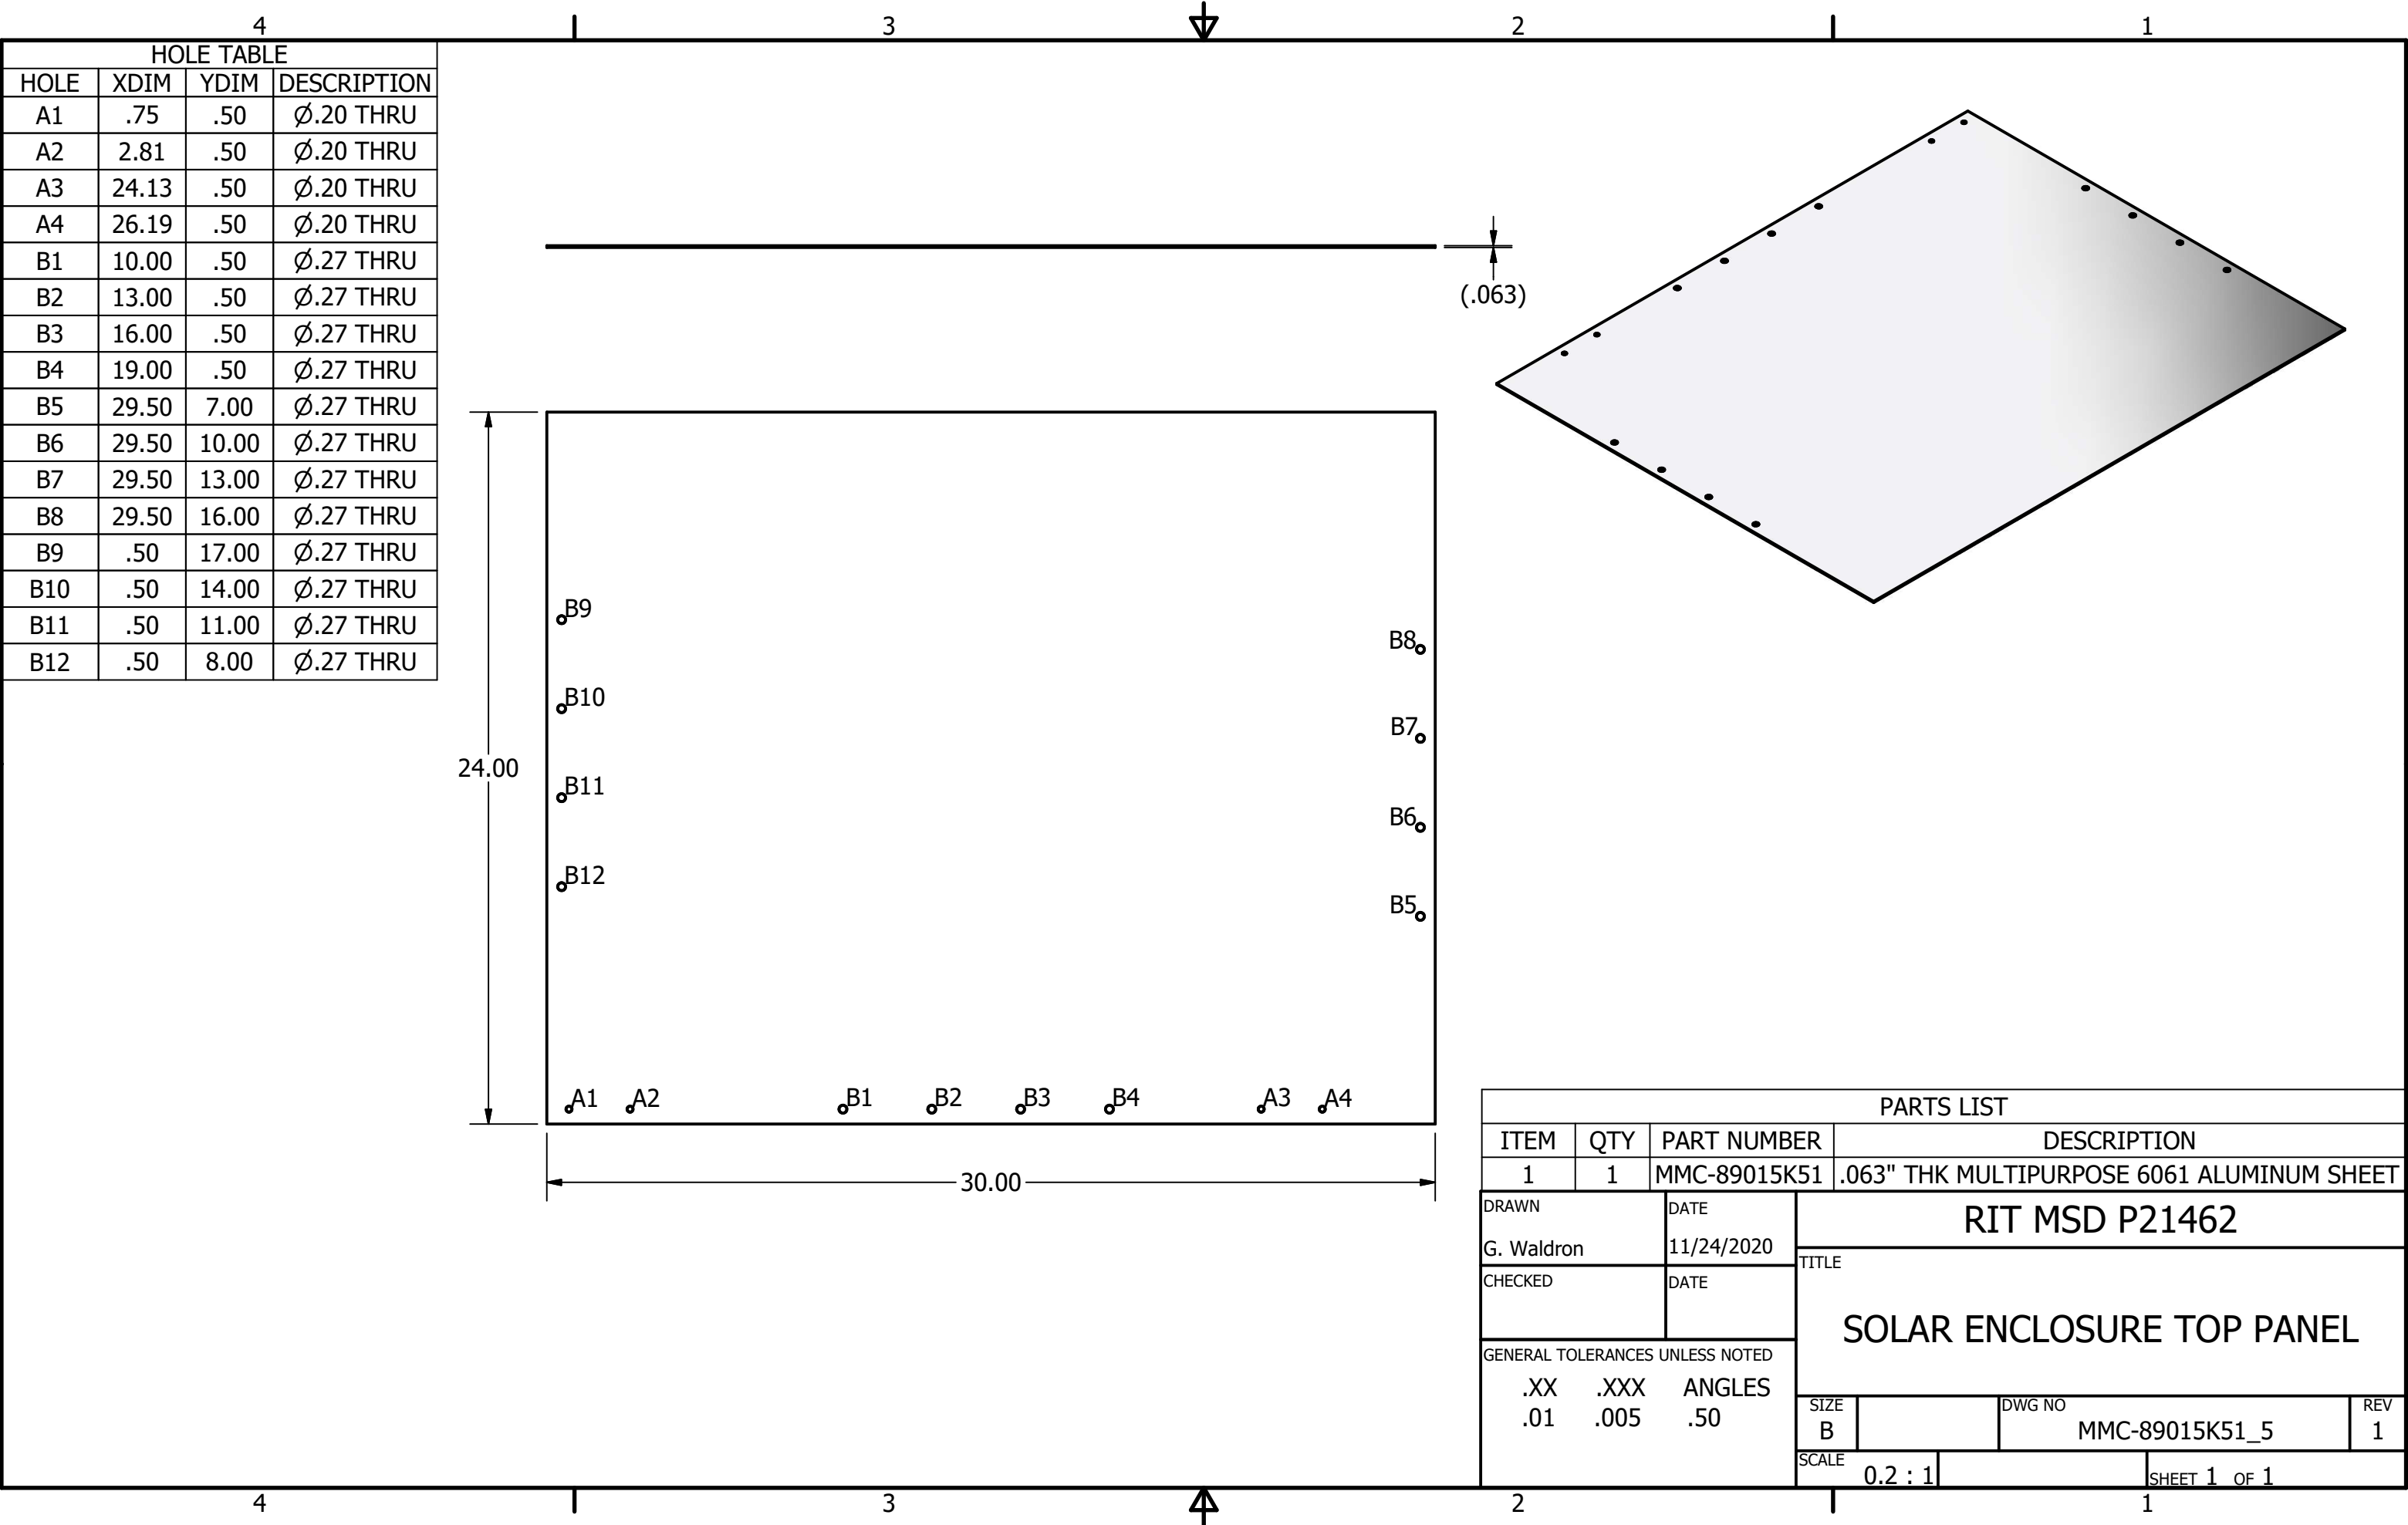 4 3 2 1
HOLE TABLE
HOLE XDIM YDIM DESCRIPTION
A1 .75 .50 Ø.20 THRU
A2 2.81 .50 Ø.20 THRU
A3 24.13 .50 Ø.20 THRU
A4 26.19 .50 Ø.20 THRU
B1 10.00 .50 Ø.27 THRU
B2 13.00 .50 Ø.27 THRU
B3 16.00 .50 Ø.27 THRU
B4 19.00 .50 Ø.27 THRU
B5 29.50 7.00 Ø.27 THRU
B6 29.50 10.00 Ø.27 THRU
B7 29.50 13.00 Ø.27 THRU
B8 29.50 16.00 Ø.27 THRU
B9 .50 17.00 Ø.27 THRU
B10 .50 14.00 Ø.27 THRU
B11 .50 11.00 Ø.27 THRU
B12 .50 8.00 Ø.27 THRU
(.063)
B9
B8
B10
B7
24.00
B11
B6
B12
B5
A1 A2 B1 B2 B3 B4 A3 A4
30.00
PARTS LIST
ITEM QTY PART NUMBER DESCRIPTION
1 1 MMC-89015K51 .063" THK MULTIPURPOSE 6061 ALUMINUM SHEET
DRAWN
G. Waldron
DATE
11/24/2020
RIT MSD P21462
CHECKED
DATE
TITLE
SOLAR ENCLOSURE TOP PANEL
GENERAL TOLERANCES UNLESS NOTED
.XX .XXX ANGLES
.01 .005 .50
SIZE
B
DWG NO
MMC-89015K51_5
REV
1
SCALE
0.2 : 1
SHEET 1 OF 1
4 3 2 1